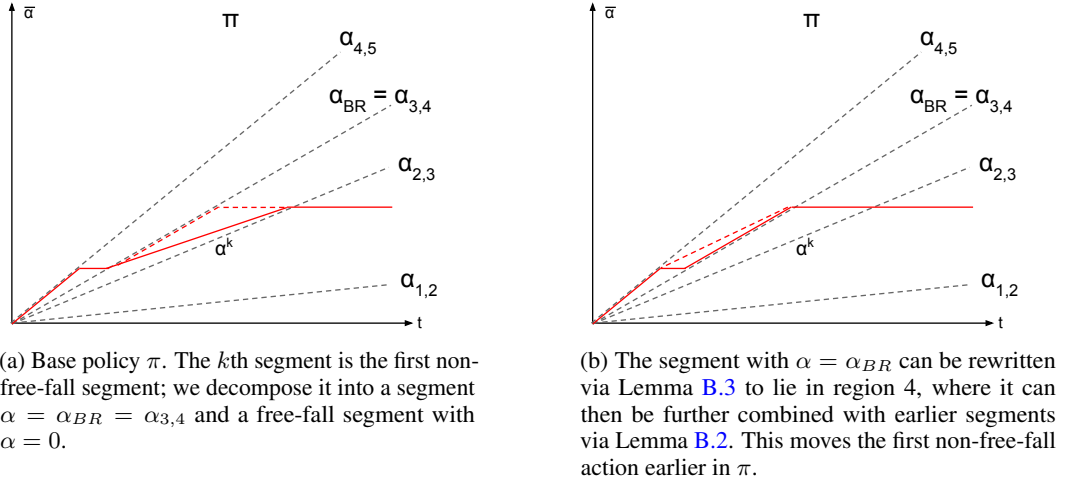 ᾱ
π
α4,5
αBR = α3,4
α2,3
αk
α1,2
t
(a) Base policy π. The kth segment is the first non-
free-fall segment; we decompose it into a segment
α = αBR = α3,4 and a free-fall segment with
α = 0.
ᾱ
π
α4,5
αBR = α3,4
α2,3
αk
α1,2
t
(b) The segment with α = αBR can be rewritten
via Lemma B.3 to lie in region 4, where it can
then be further combined with earlier segments
via Lemma B.2. This moves the first non-free-fall
action earlier in π.